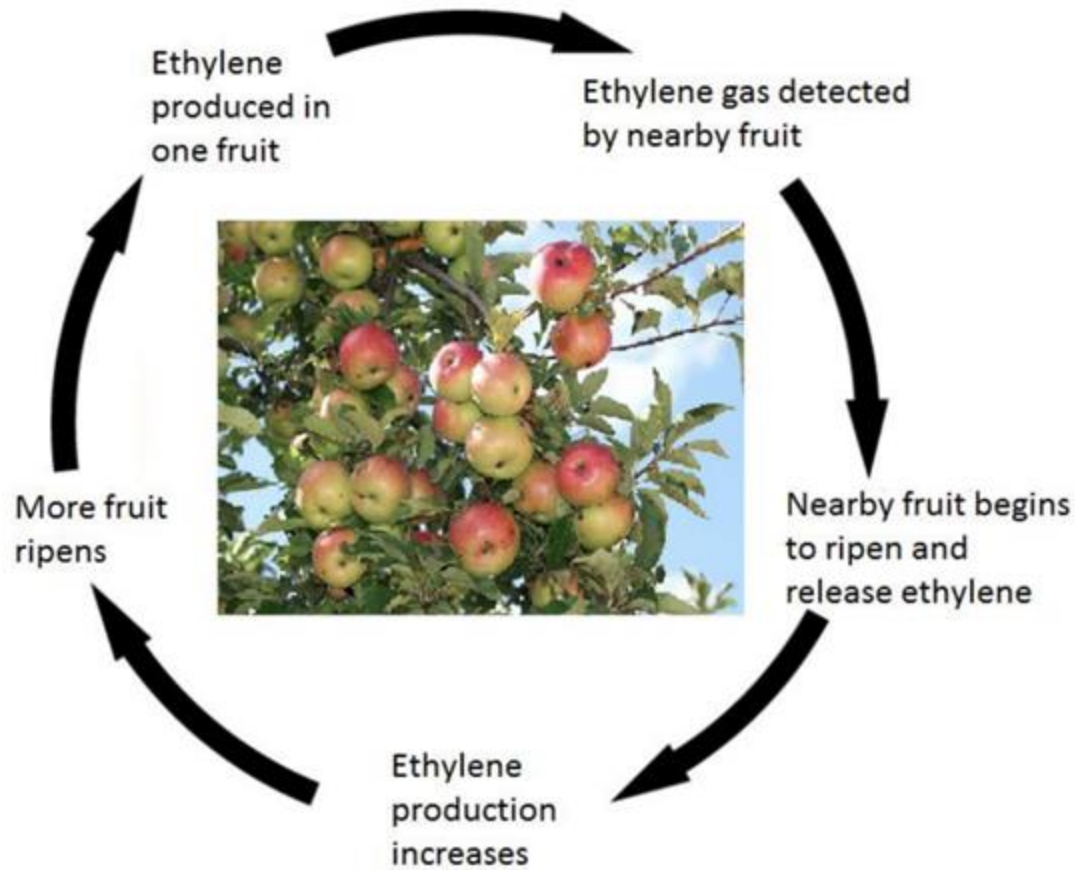 Ethylene
produced in
one fruit
Ethylene gas detected
by nearby fruit
Nearby fruit begins
to ripen and
release ethylene
Ethylene
production
increases
More fruit
ripens